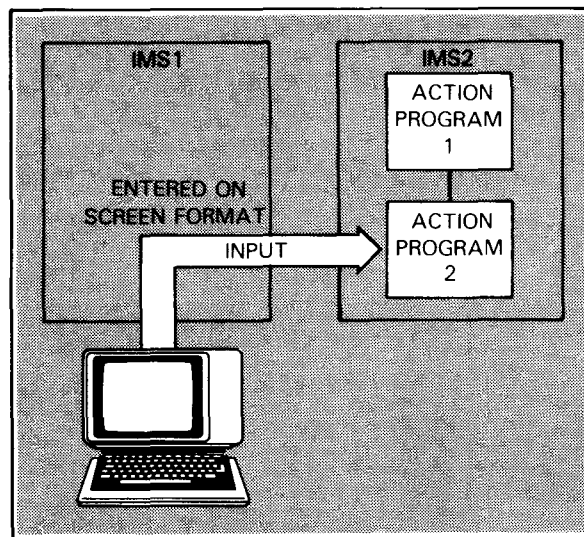 IMS1
IMS2
ACTION
PROGRAM
1
ENTERED ON
SCREEN FORMAT
INPUT
ACTION
PROGRAM
2